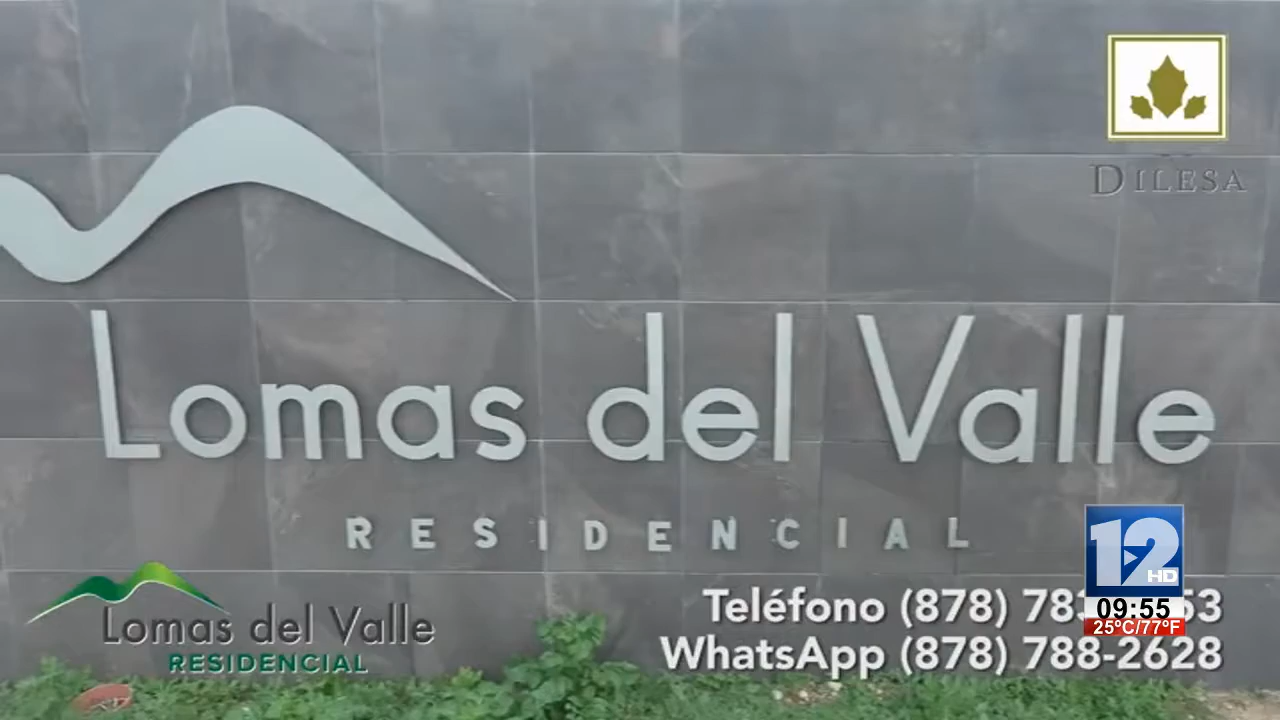 DILESA
Lomas del Valle
RESIDENCIAL
12
HD
09:55
25°C/77°F
Lomas del Valle
RESIDENCIAL
Teléfono (878)
WhatsApp (878) 788-2628